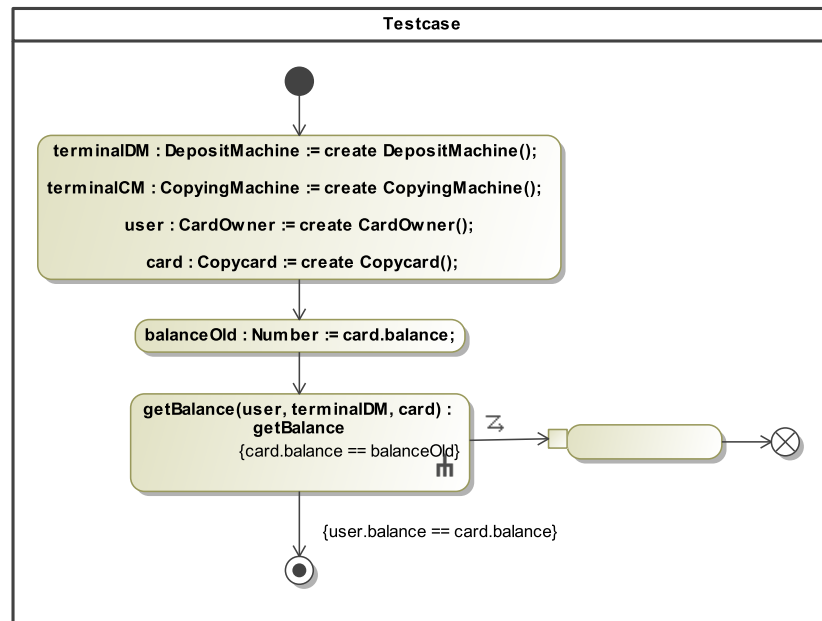 Testcase
terminalDM : DepositMachine := create DepositMachine();
terminalCM : CopyingMachine := create CopyingMachine();
user : CardOwner := create CardOwner();
card : Copycard := create Copycard();
balanceOld : Number := card.balance;
getBalance(user, terminalDM, card) :
getBalance
{card.balance == balanceOld}
{user.balance == card.balance}